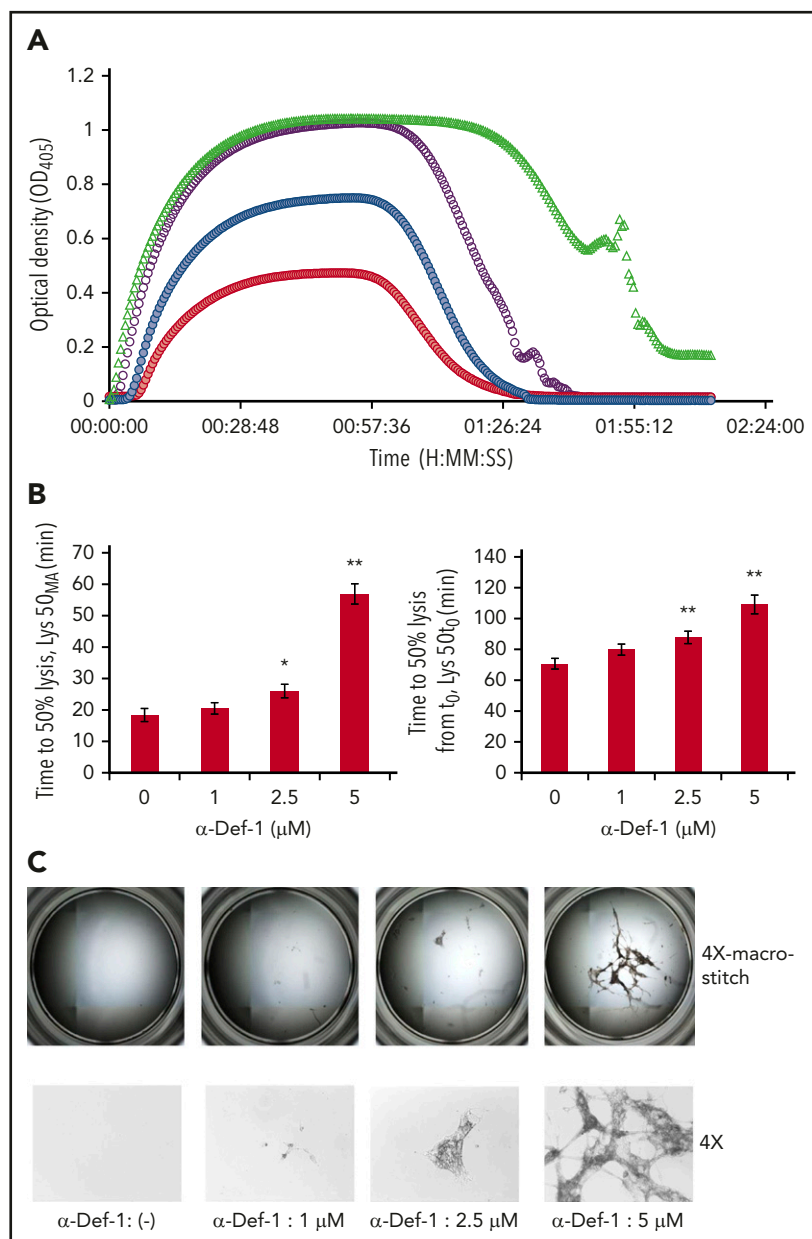 A
1.2
1
0.8
0.6
0.4
0.2
0
Optical density (OD405)
00:00:00 00:28:48 00:57:36 01:26:24 01:55:12 02:24:00
Time (H:MM:SS)
B
70
60
50
40
30
20
10
0
Time to 50% lysis, Lys 50MA (min)
*
**
0 1 2.5 5
α-Def-1 (μM)
140
120
100
80
60
40
20
0
Time to 50% lysis
from t0, Lys 50t0 (min)
**
**
0 1 2.5 5
α-Def-1 (μM)
C
4X-macro-
stitch
4X
α-Def-1: (-) α-Def-1 : 1 μM α-Def-1 : 2.5 μM α-Def-1 : 5 μM